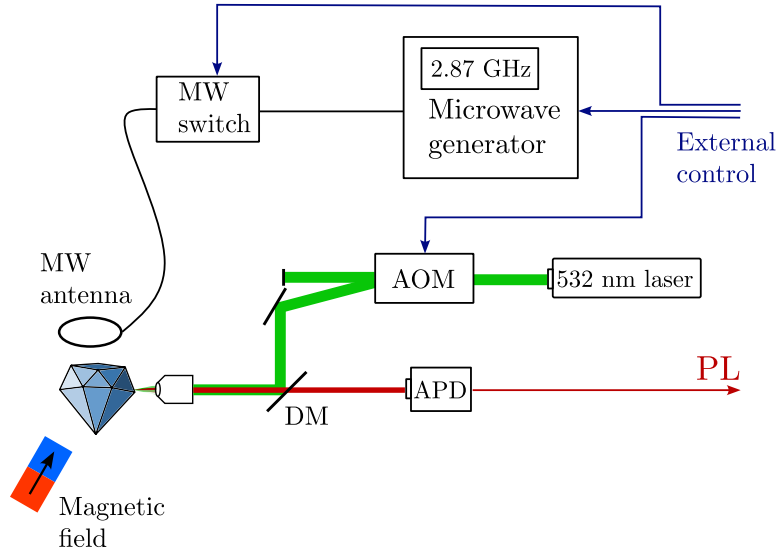 2.87 GHz
MW
switch
Microwave
generator
External
control
MW
antenna
AOM
532 nm laser
PL
APD
DM
Magnetic
field